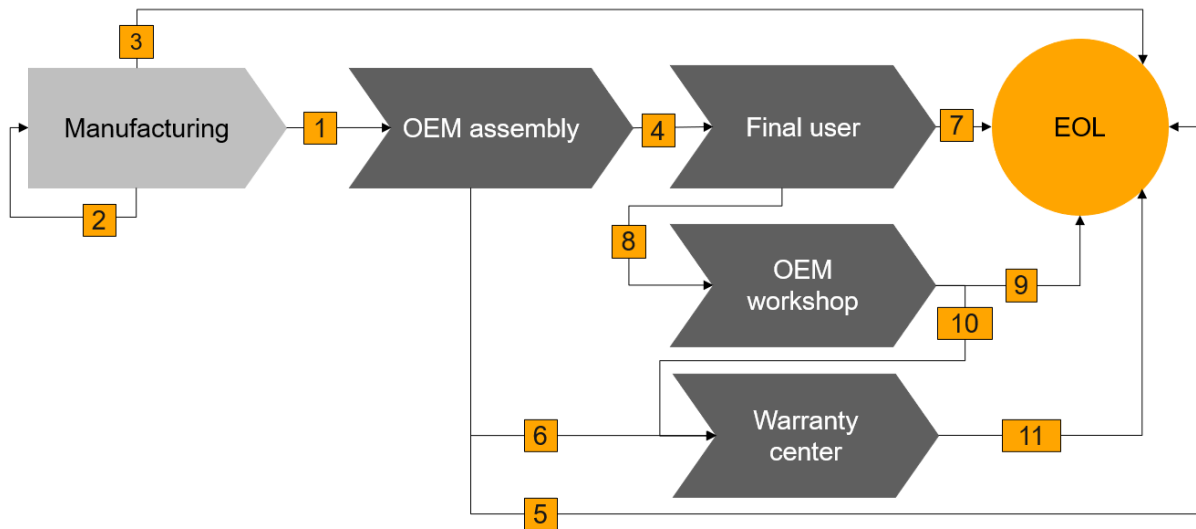 3
Manufacturing
1
OEM assembly
4
Final user
7
EOL
2
8
OEM
workshop
9
10
Warranty
center
6
11
5